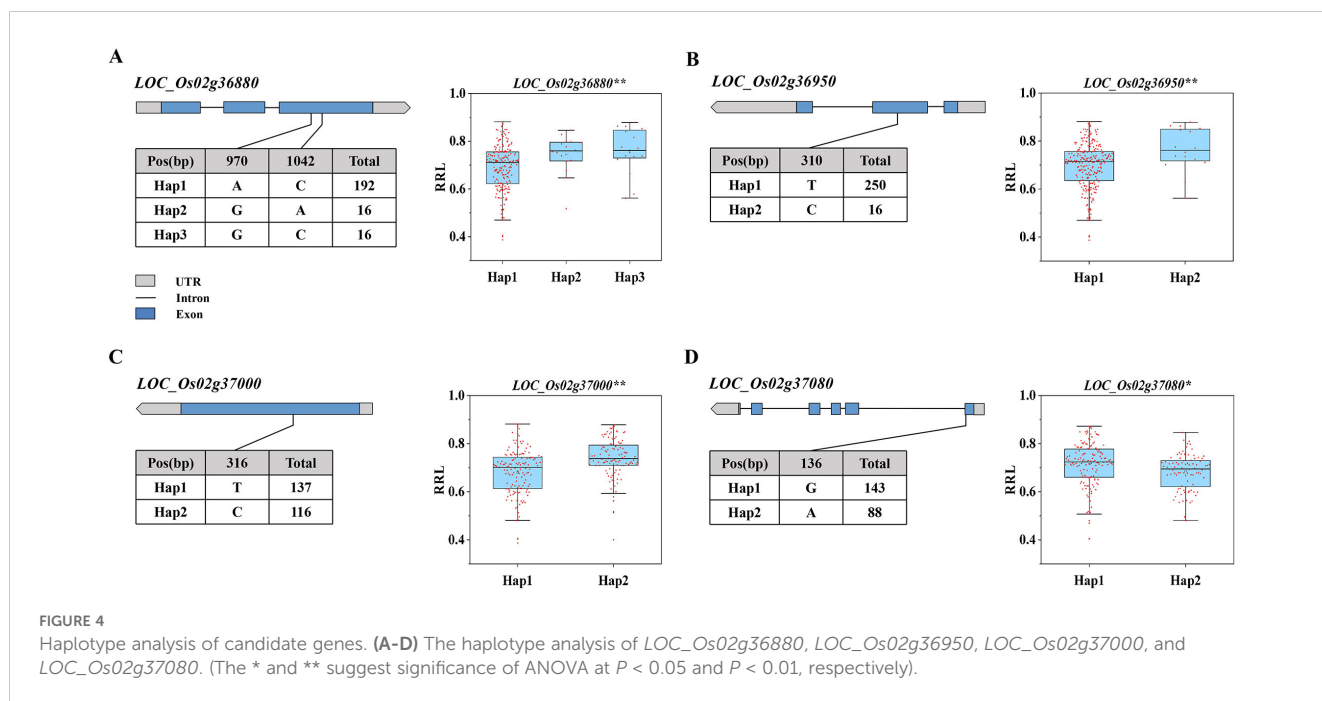 A
LOC_Os02g36880
Pos(bp) 970 1042 Total
Hap1 A C 192
Hap2 G A 16
Hap3 G C 16
UTR
Intron
Exon
LOC_Os02g36880**
RRL
1.0
0.8
0.6
0.4
Hap1 Hap2 Hap3
B
LOC_Os02g36950
Pos(bp) 310 Total
Hap1 T 250
Hap2 C 16
LOC_Os02g36950**
RRL
1.0
0.8
0.6
0.4
Hap1 Hap2
C
LOC_Os02g37000
Pos(bp) 316 Total
Hap1 T 137
Hap2 C 116
LOC_Os02g37000**
RRL
1.0
0.8
0.6
0.4
Hap1 Hap2
D
LOC_Os02g37080
Pos(bp) 136 Total
Hap1 G 143
Hap2 A 88
LOC_Os02g37080*
RRL
1.0
0.8
0.6
0.4
Hap1 Hap2
FIGURE 4
Haplotype analysis of candidate genes. (A-D) The haplotype analysis of LOC_Os02g36880, LOC_Os02g36950, LOC_Os02g37000, and
LOC_Os02g37080. (The * and ** suggest significance of ANOVA at P < 0.05 and P < 0.01, respectively).